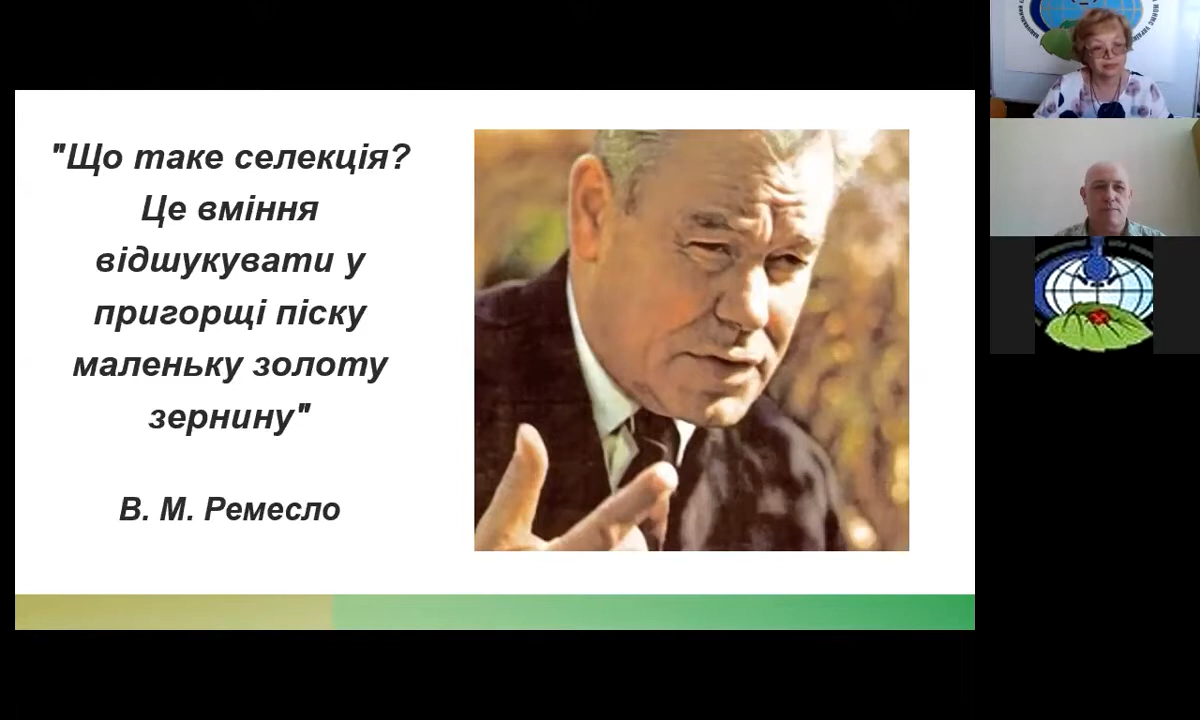 "Що таке селекція?
Це вміння
відшукувати у
пригорщі піску
маленьку золоту
зернину"
В. М. Ремесло